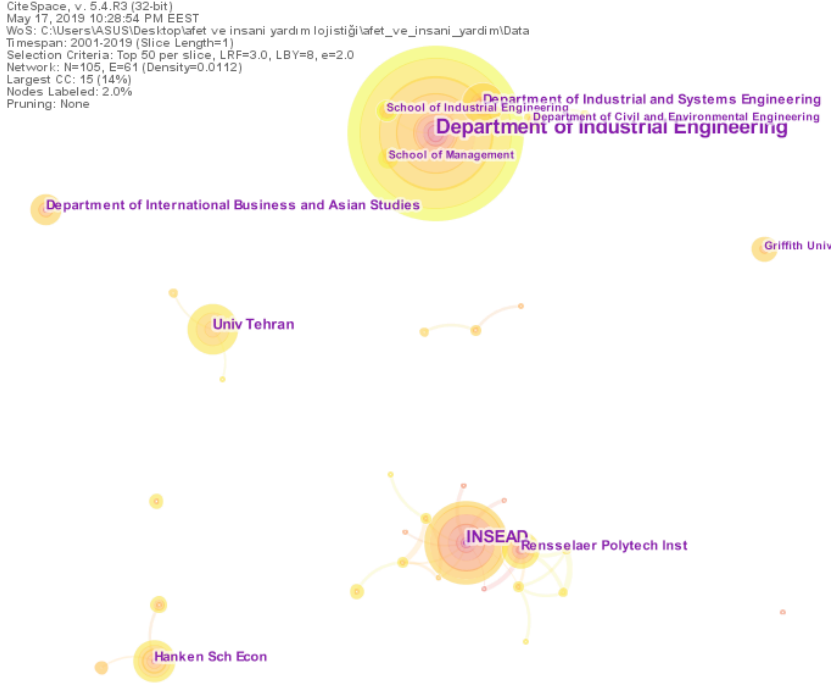 CiteSpace, v. 5.4.R3 (32-bit)
May 17, 2019 10:28:54 PM EEST
WoS: C:\Users\ASUS\Desktop\afet ve insani yardım lojistiği\afet_ve_insani_yardim\Data
Timespan: 2001-2019 (Slice Length=1)
Selection Criteria: Top 50 per slice, LRF=3.0, LBY=8, e=2.0
Network: N=105, E=61 (Density=0.0112)
Largest CC: 15 (14%)
Nodes Labeled: 2.0%
Pruning: None
Department of Industrial and Systems Engineering
School of Industrial Engineering
Department of Civil and Environmental Engineering
Department of Industrial Engineering
School of Management
Department of International Business and Asian Studies
Griffith Univ
Univ Tehran
INSEAD
Rensselaer Polytech Inst
Hanken Sch Econ